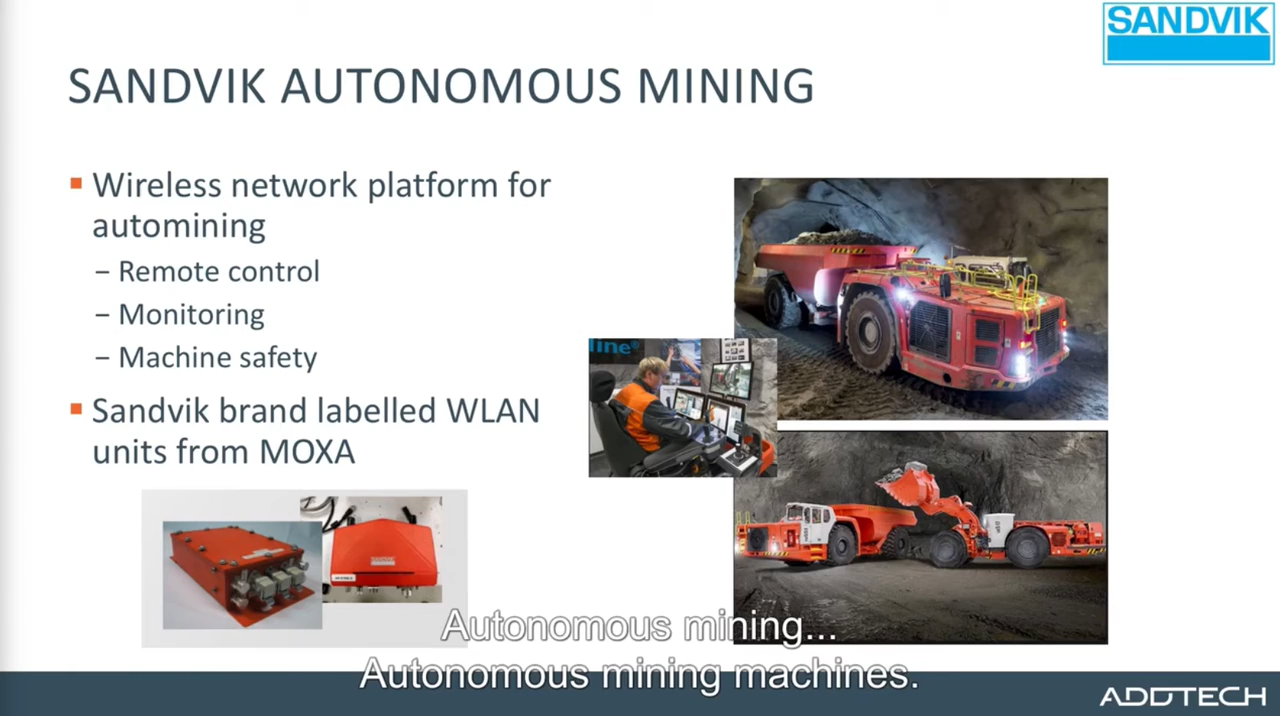 SANDVIK
SANDVIK AUTONOMOUS MINING
▪ Wireless network platform for
automining
– Remote control
– Monitoring
– Machine safety
▪ Sandvik brand labelled WLAN
units from MOXA
line®
SANDVIK
Autonomous mining...
Autonomous mining machines.
ADDTECH